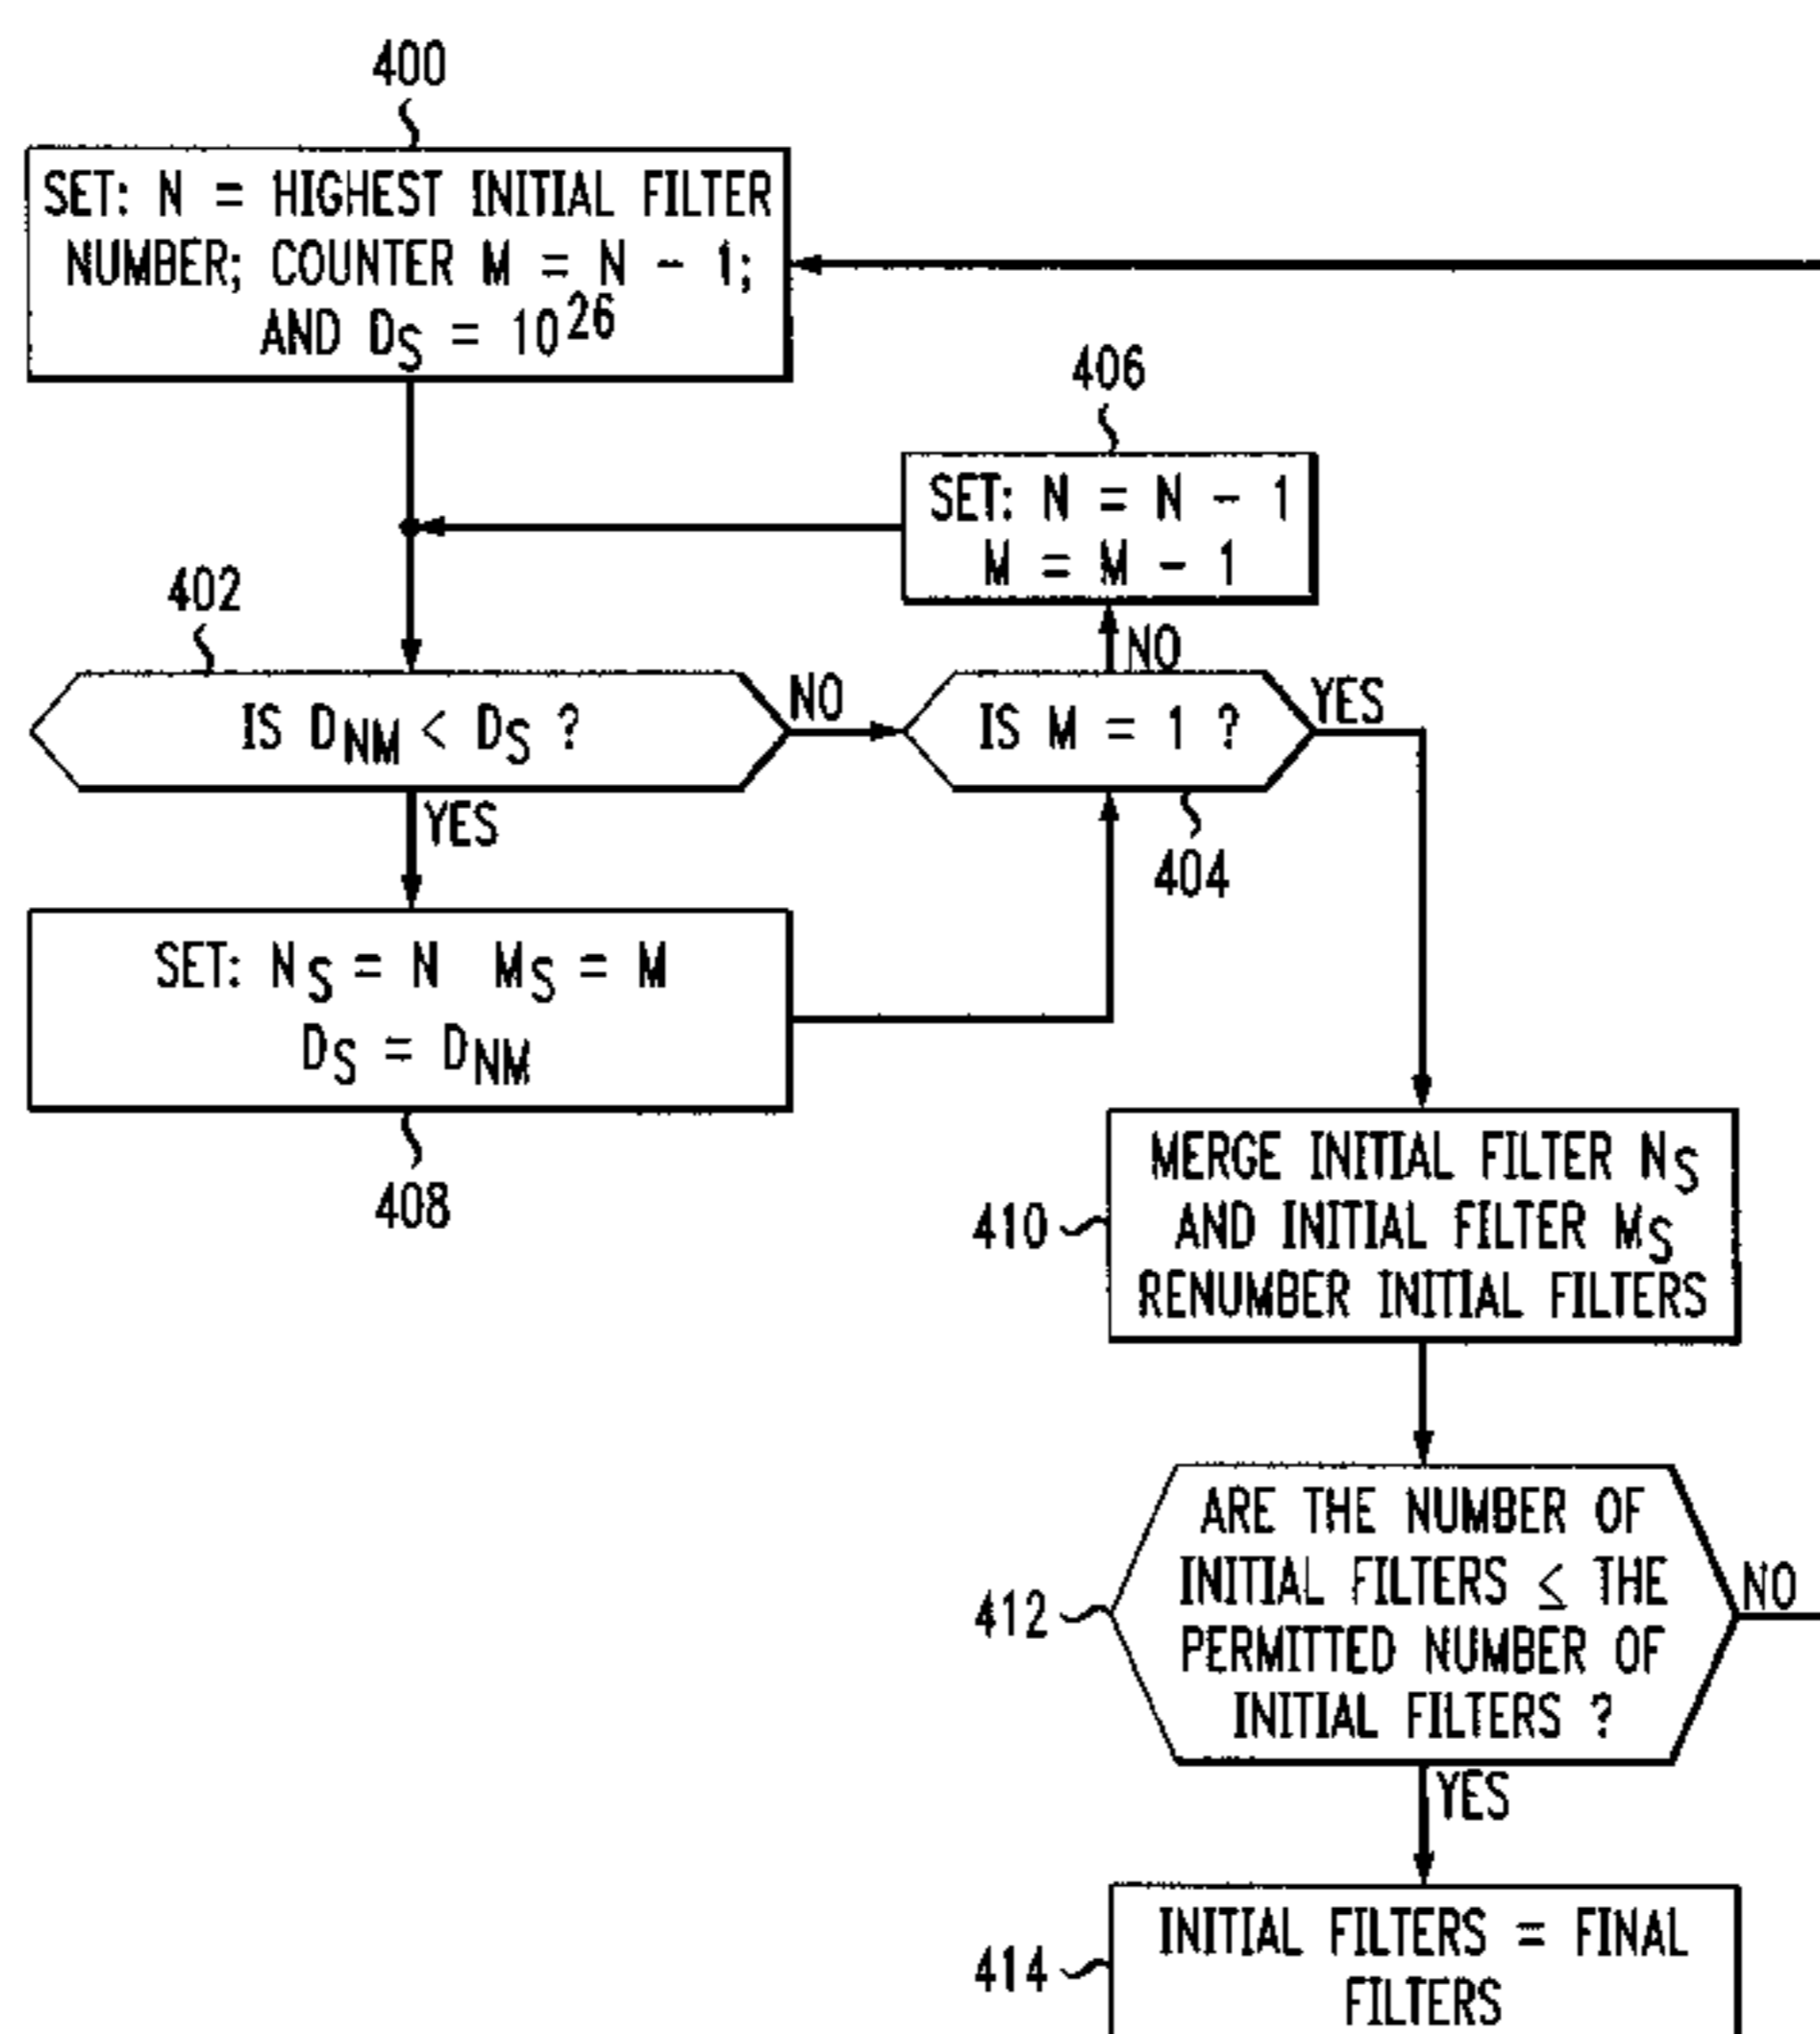 400
SET: N = HIGHEST INITIAL FILTER
NUMBER; COUNTER M = N - 1;
AND DS = 10^26
406
SET: N = N - 1
M = M - 1
402
NO
IS DNM < DS ?
NO
IS M = 1 ?
YES
YES
404
SET: NS = N MS = M
DS = DNM
408
MERGE INITIAL FILTER NS
410
AND INITIAL FILTER MS
RENUMBER INITIAL FILTERS
ARE THE NUMBER OF
INITIAL FILTERS ≤ THE
412
NO
PERMITTED NUMBER OF
INITIAL FILTERS ?
YES
INITIAL FILTERS = FINAL
414
FILTERS